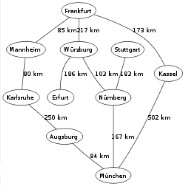 Frankfurt
85 km
217 km
173 km
Mannheim
Würzburg
Stuttgart
Kassel
80 km
186 km
103 km
183 km
Karlsruhe
Erfurt
Nürnberg
250 km
502 km
Augsburg
167 km
84 km
München